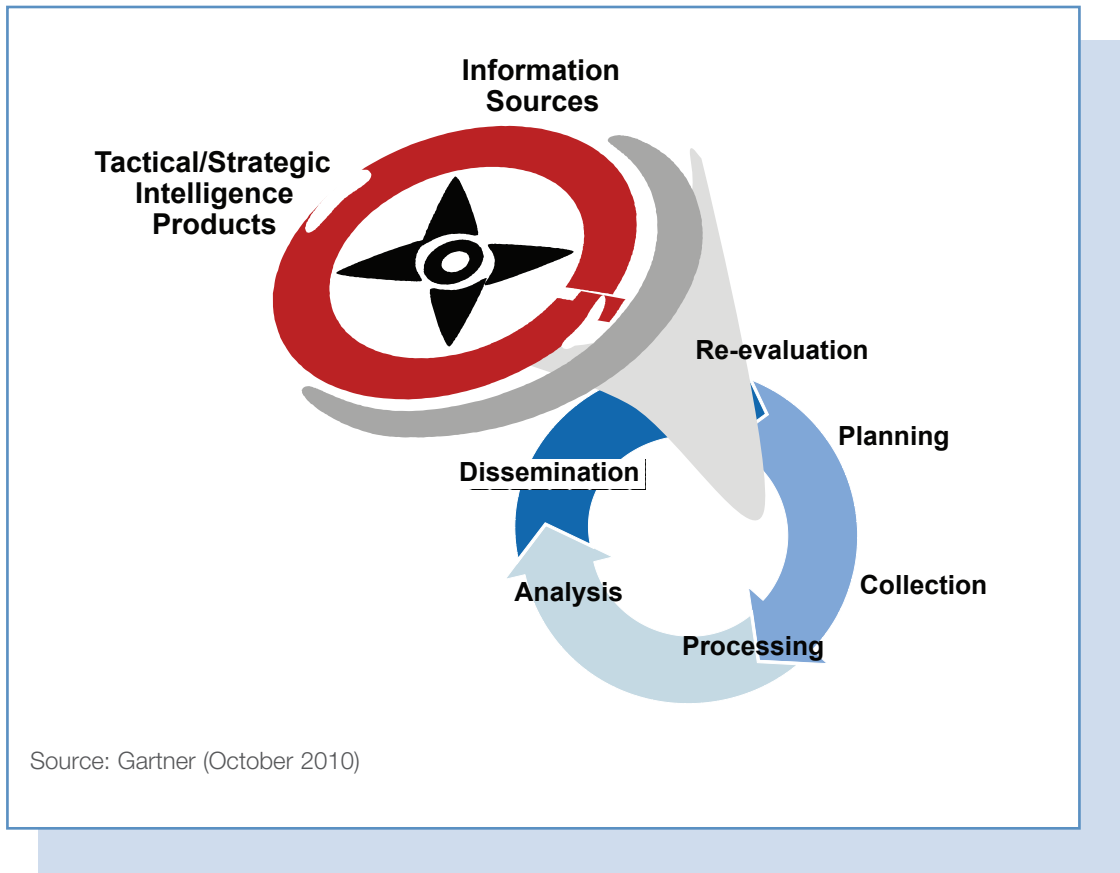 Information
Sources
Tactical/Strategic
Intelligence
Products
Re-evaluation
Planning
Dissemination
Collection
Analysis
Processing
Source: Gartner (October 2010)